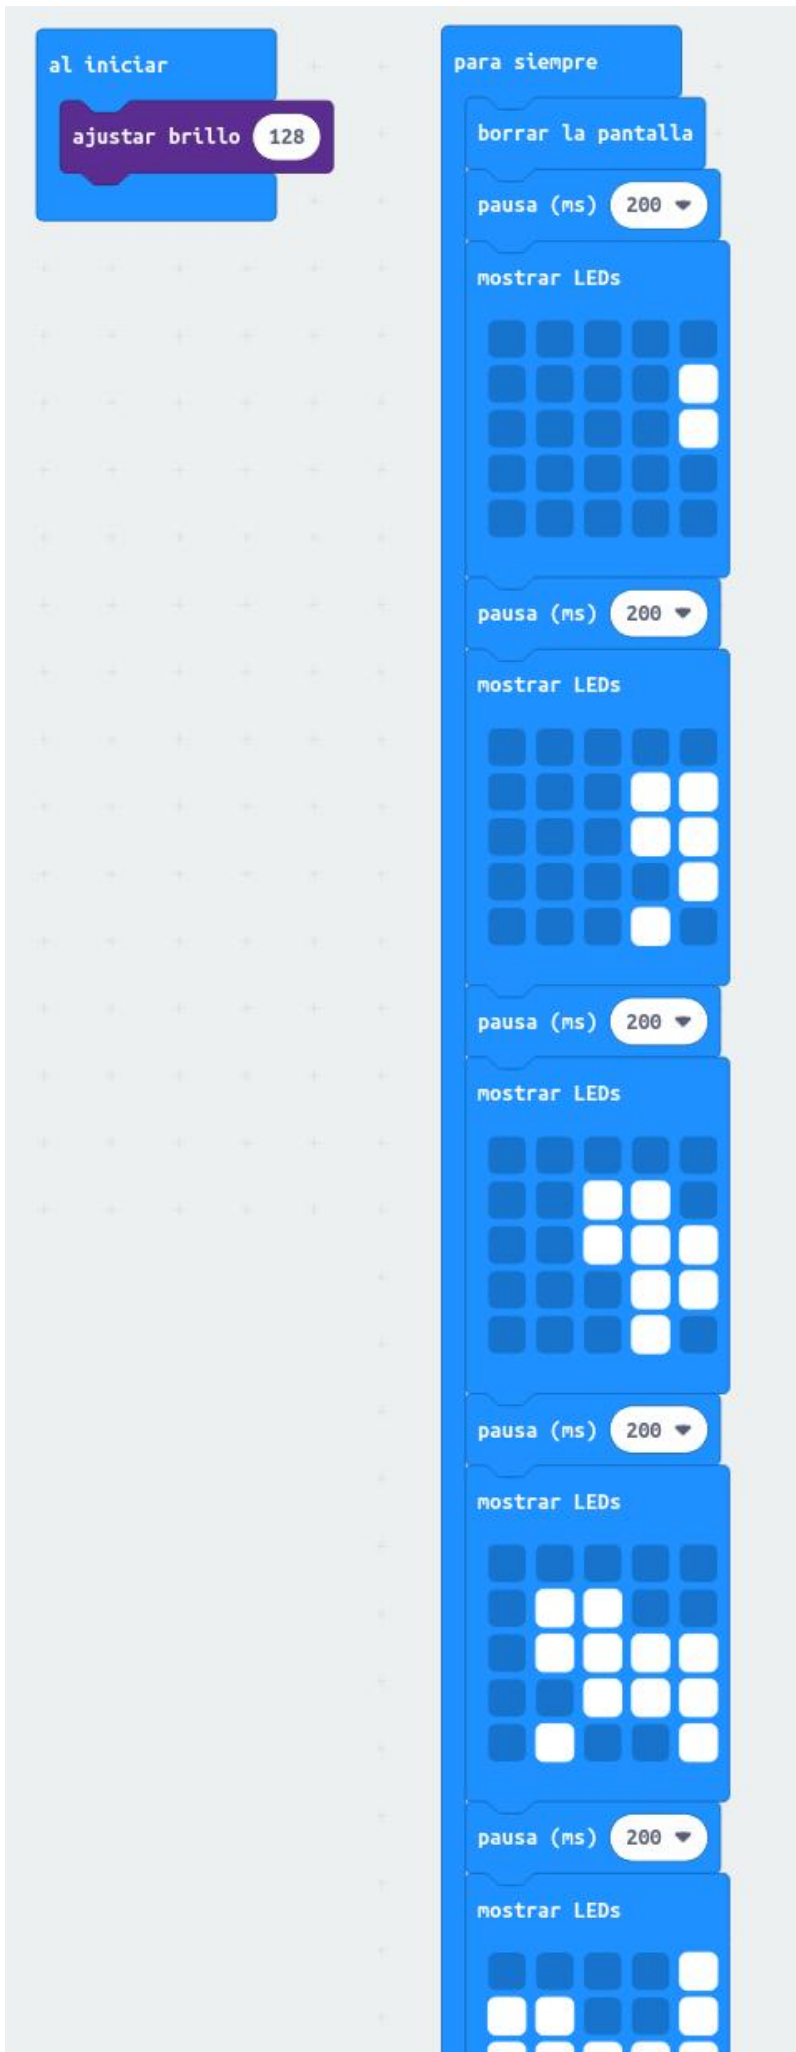 al iniciar
ajustar brillo 128
para siempre
borrar la pantalla
pausa (ms) 200
mostrar LEDs
pausa (ms) 200
mostrar LEDs
pausa (ms) 200
mostrar LEDs
pausa (ms) 200
mostrar LEDs
pausa (ms) 200
mostrar LEDs